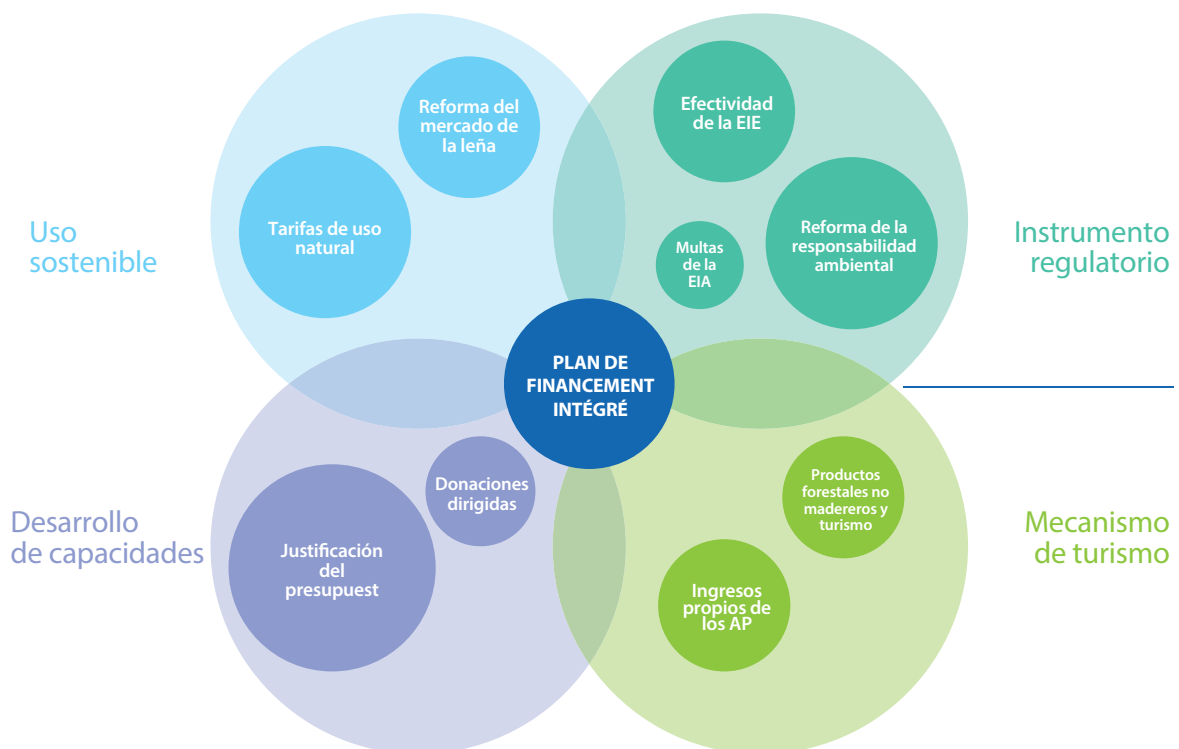 Uso
sostenible
Reforma del
mercado de
la leña
Tarifas de uso
natural
Efectividad
de la EIE
Multas
de la
EIA
Reforma de la
responsabilidad
ambiental
Instrumento
regulatorio
PLAN DE
FINANCEMENT
INTÉGRÉ
Desarrollo
de capacidades
Donaciones
dirigidas
Justificación
del
presupuest
Productos
forestales no
madereros y
turismo
Ingresos
propios de
los AP
Mecanismo
de turismo